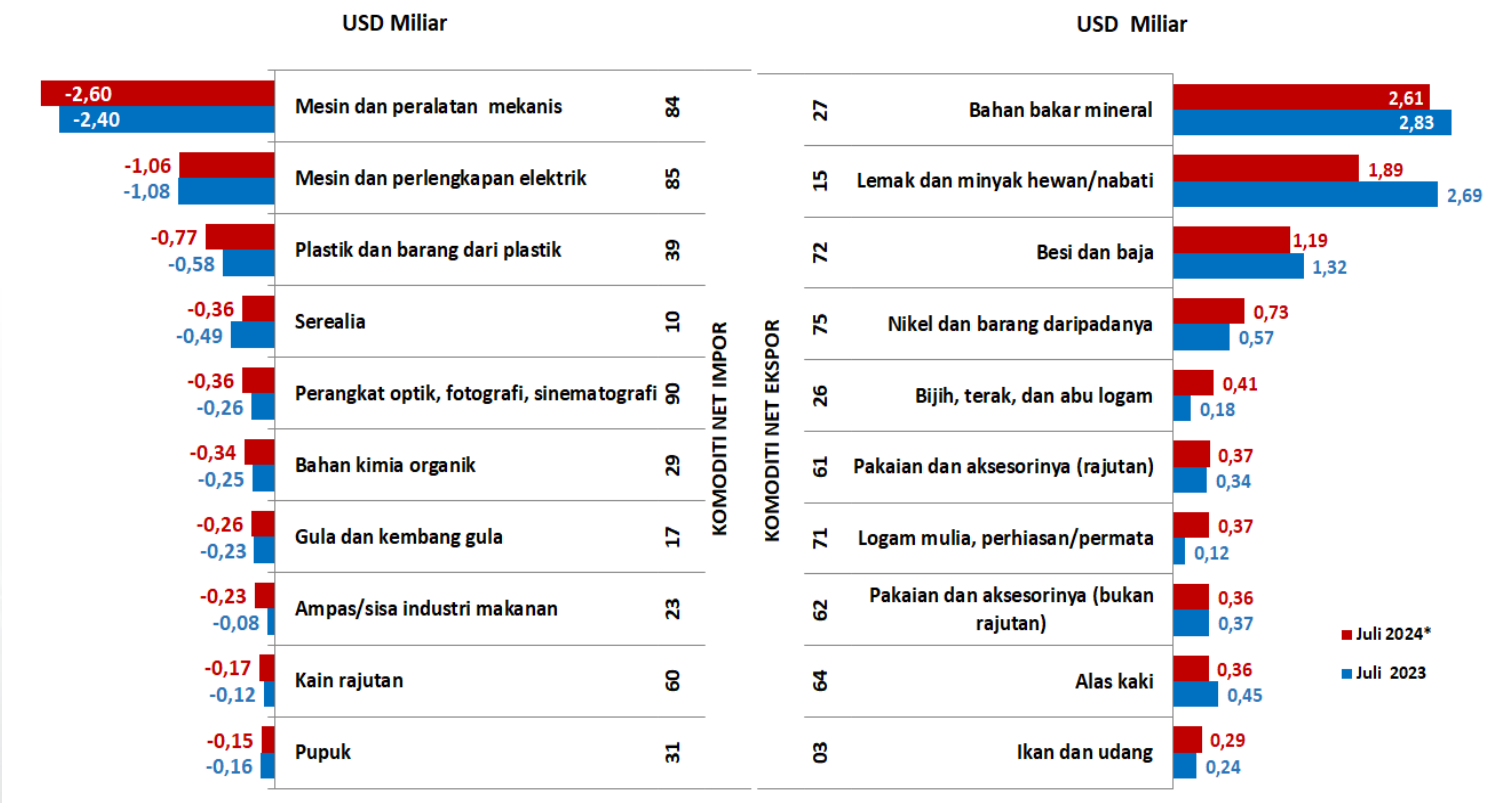 USD Miliar
-2,60
-2,40
Mesin dan peralatan mekanis
84
-1,06
-1,08
Mesin dan perlengkapan elektrik
85
-0,77
-0,58
Plastik dan barang dari plastik
39
-0,36
-0,49
Serealia
10
-0,36
-0,26
Perangkat optik, fotografi, sinematografi
90
-0,34
-0,25
Bahan kimia organik
29
-0,26
-0,23
Gula dan kembang gula
17
-0,23
-0,08
Ampas/sisa industri makanan
23
-0,17
-0,12
Kain rajutan
60
-0,15
-0,16
Pupuk
31
KOMODITI NET IMPOR
USD Miliar
KOMODITI NET EKSPOR
27
Bahan bakar mineral
2,61
2,83
15
Lemak dan minyak hewan/nabati
1,89
2,69
72
Besi dan baja
1,19
1,32
75
Nikel dan barang daripadanya
0,73
0,57
26
Bijih, terak, dan abu logam
0,41
0,18
61
Pakaian dan aksesorinya (rajutan)
0,37
0,34
71
Logam mulia, perhiasan/permata
0,37
0,12
62
Pakaian dan aksesorinya (bukan
rajutan)
0,36
0,37
64
Alas kaki
0,36
0,45
03
Ikan dan udang
0,29
0,24
Juli 2024*
Juli 2023